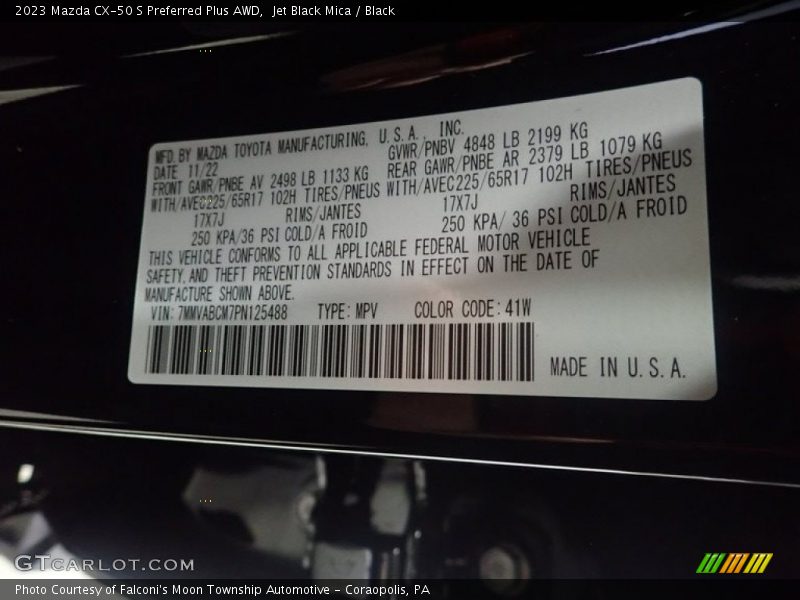 2023 Mazda CX-50 S Preferred Plus AWD,  Jet Black Mica / Black
MFD.BY MAZDA TOYOTA MANUFACTURING, U.S.A., INC.
DATE 11/22 GVWR/PNBV 4848 LB 2199 KG
FRONT GAWR/PNBE AV 2498 LB 1133 KG REAR GAWR/PNBE AR 2379 LB 1079 KG
WITH/AVEC225/65R17 102H TIRES/PNEUS WITH/AVEC225/65R17 102H TIRES/PNEUS
17X7J RIMS/JANTES 17X7J RIMS/JANTES
250 KPA/36 PSI COLD/A FROID 250 KPA/ 36 PSI COLD/A FROID
THIS VEHICLE CONFORMS TO ALL APPLICABLE FEDERAL MOTOR VEHICLE
SAFETY,AND THEFT PREVENTION STANDARDS IN EFFECT ON THE DATE OF
MANUFACTURE SHOWN ABOVE.
VIN:7MMVABCM7PN125488 TYPE:MPV COLOR CODE:41W
MADE IN U.S.A.
GTCARLOT.COM
Photo Courtesy of Falconi's Moon Township Automotive - Coraopolis, PA